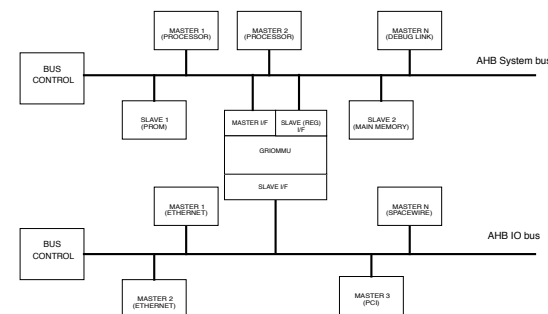 MASTER 1
(PROCESSOR)
MASTER 2
(PROCESSOR)
MASTER N
(DEBUG LINK)
AHB System bus
BUS
CONTROL
SLAVE 1
(PROM)
MASTER I/F
SLAVE (REG)
I/F
SLAVE 2
(MAIN MEMORY)
GRIOMMU
SLAVE I/F
MASTER 1
(ETHERNET)
MASTER N
(SPACEWIRE)
AHB IO bus
BUS
CONTROL
MASTER 2
(ETHERNET)
MASTER 3
(PCI)